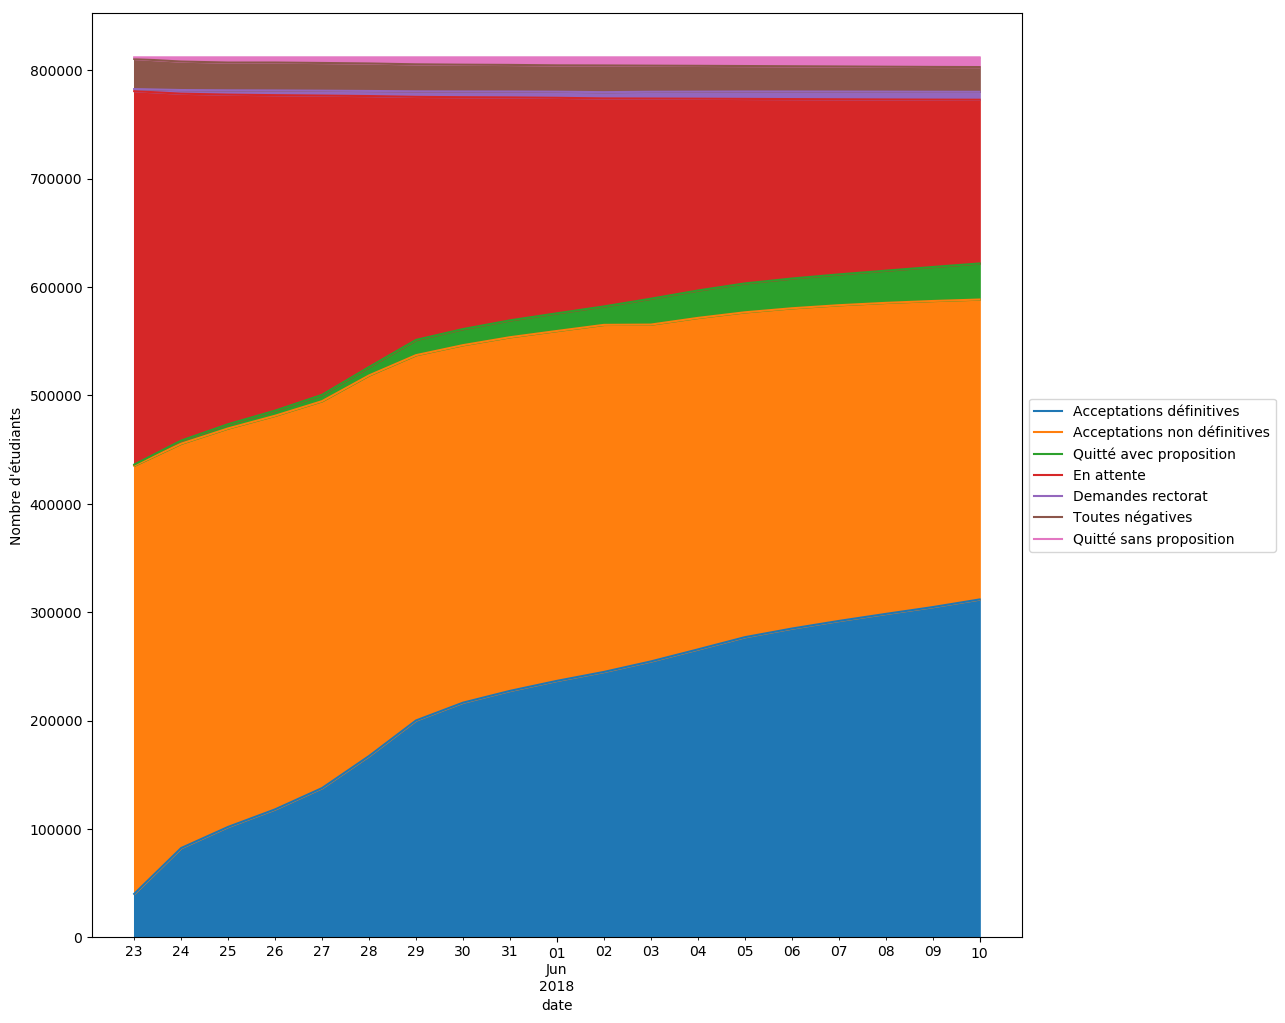 800000
700000
600000
500000
400000
300000
200000
100000
0
Nombre d'étudiants
23 24 25 26 27 28 29 30 31 01 02 03 04 05 06 07 08 09 10
Jun
2018
date
Acceptations définitives
Acceptations non définitives
Quitté avec proposition
En attente
Demandes rectorat
Toutes négatives
Quitté sans proposition